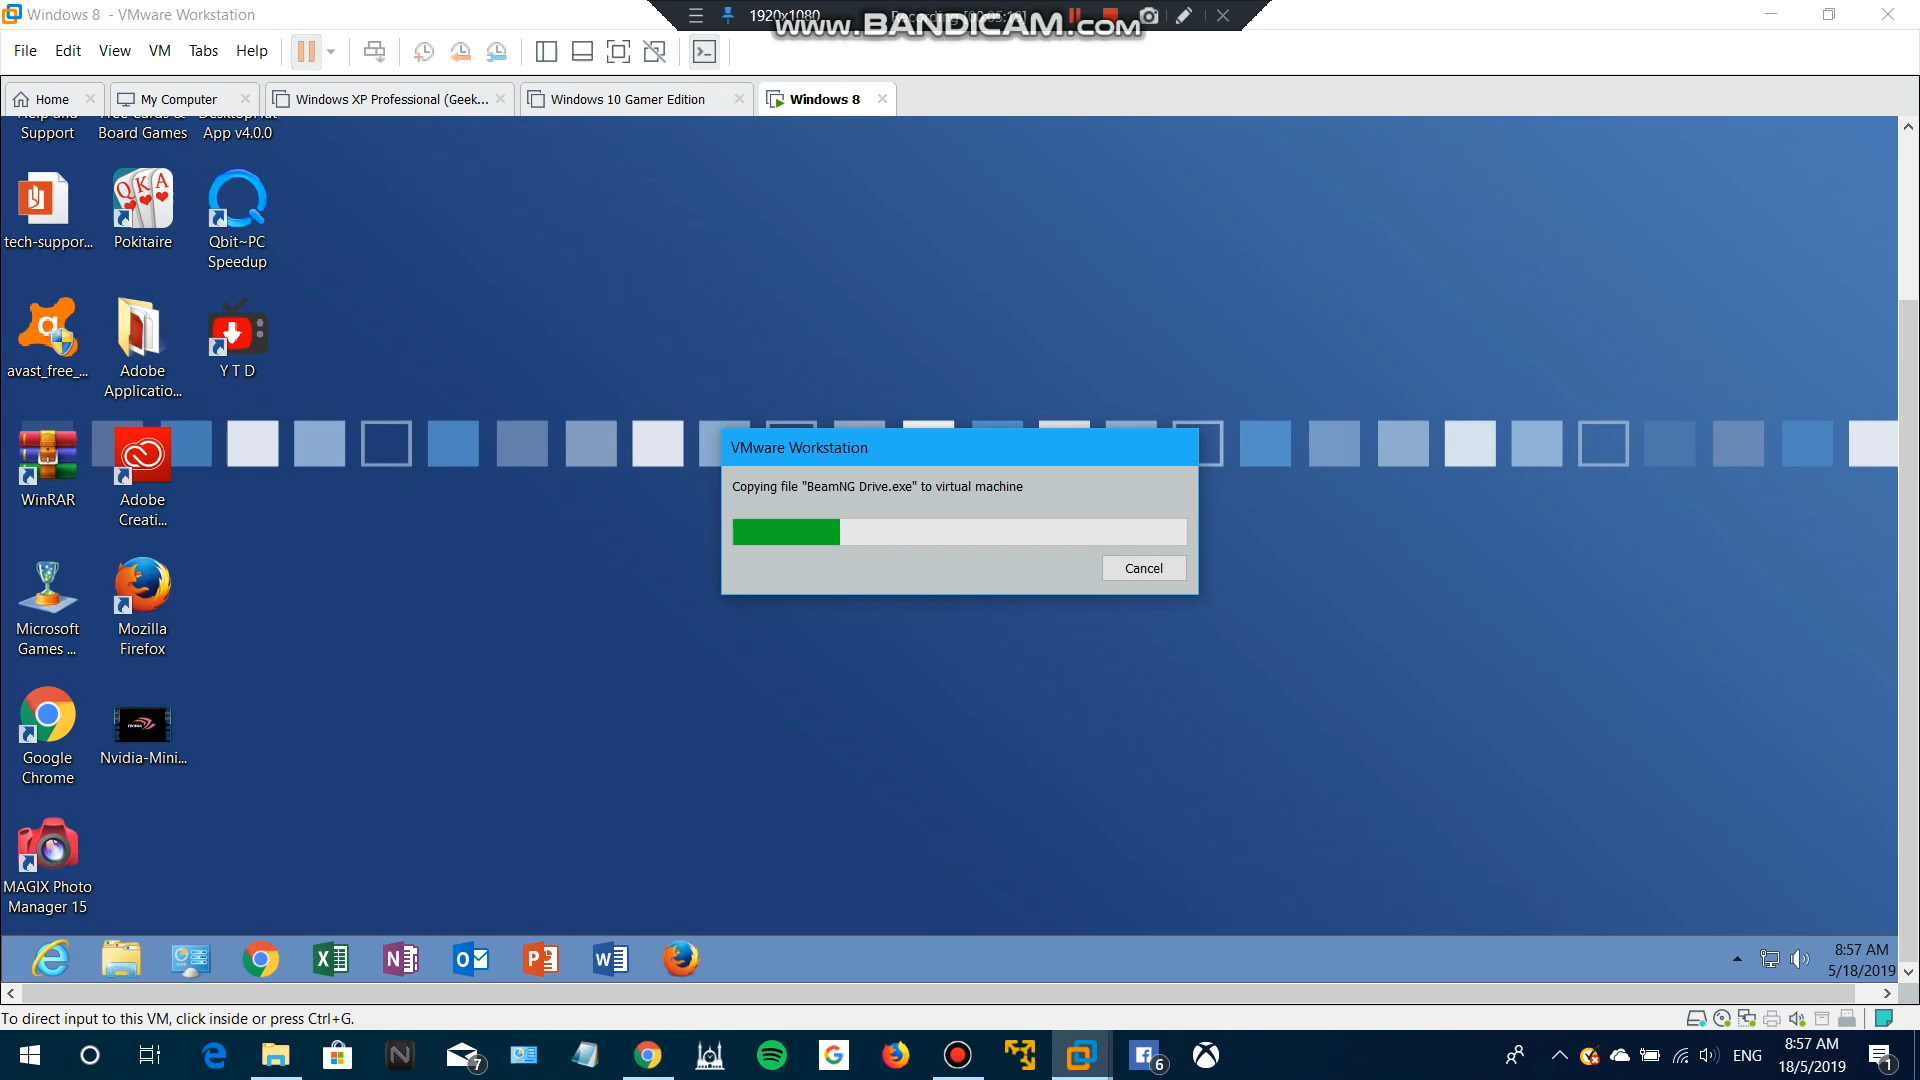 Windows 8 - VMware Workstation
1920x1080
www.BANDICAM.com
File Edit View VM Tabs Help
Home
My Computer
Windows XP Professional (Geek...
Windows 10 Gamer Edition
Windows 8
Support
Board Games
App v4.0.0
tech-suppor...
Pokitaire
Qbit~PC
Speedup
avast_free_...
Adobe
Applicatio...
Y T D
WinRAR
Adobe
Creati...
Microsoft
Games ...
Mozilla
Firefox
Google
Chrome
Nvidia-Mini...
MAGIX Photo
Manager 15
VMware Workstation
Copying file "BeamNG Drive.exe" to virtual machine
Cancel
8:57 AM
5/18/2019
To direct input to this VM, click inside or press Ctrl+G.
7
6
ENG
8:57 AM
18/5/2019
1